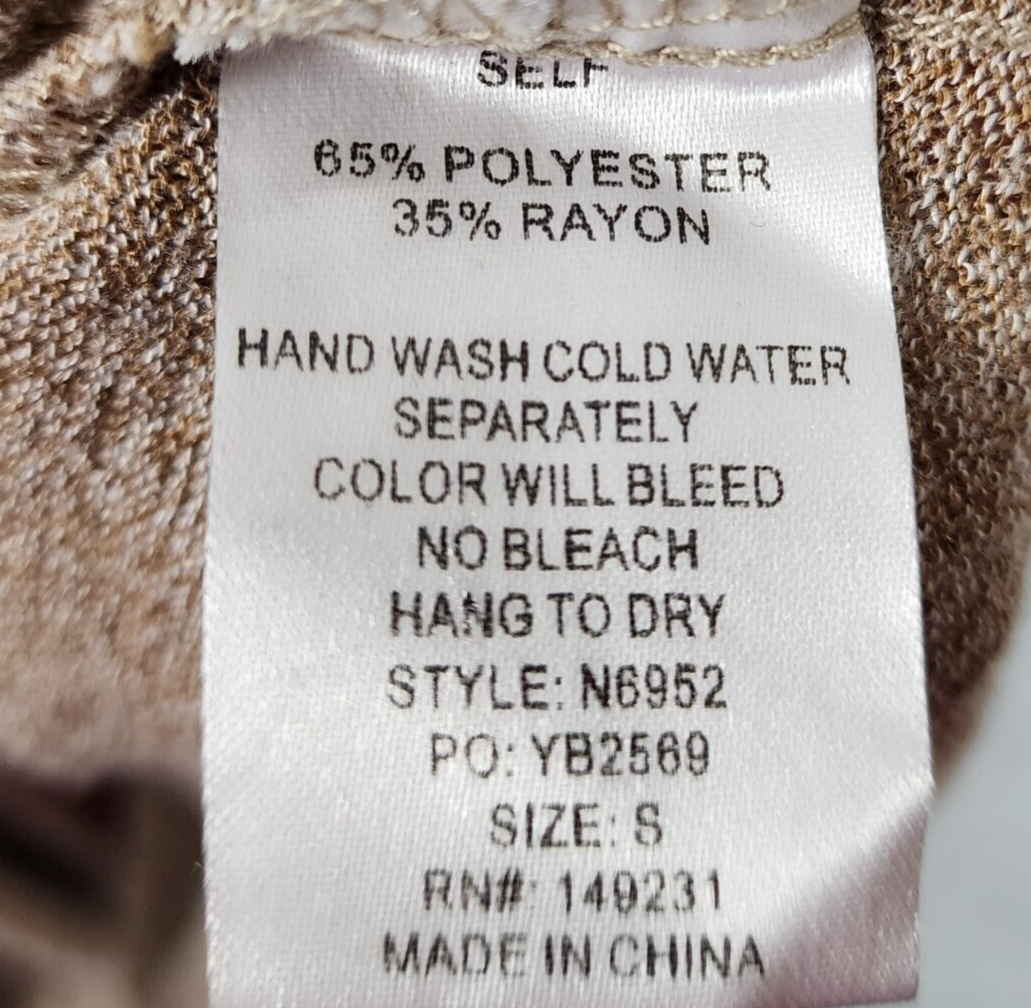 SELF
65% POLYESTER
35% RAYON
HAND WASH COLD WATER
SEPARATELY
COLOR WILL BLEED
NO BLEACH
HANG TO DRY
STYLE: N6952
PO: YB2569
SIZE: S
RN#: 149231
MADE IN CHINA